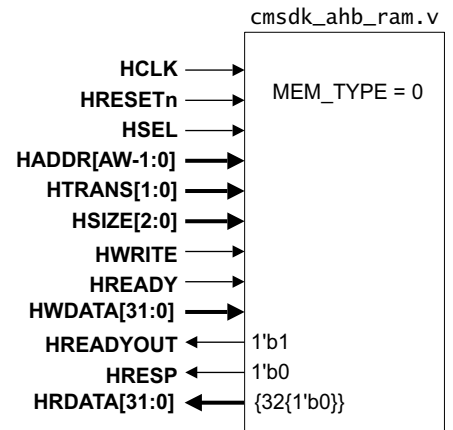 cmsdk_ahb_ram.v
HCLK
MEM_TYPE = 0
HRESETn
HSEL
HADDR[AW-1:0]
HTRANS[1:0]
HSIZE[2:0]
HWRITE
HREADY
HWDATA[31:0]
HREADYOUT 1'b1
HRESP 1'b0
HRDATA[31:0] {32{1'b0}}